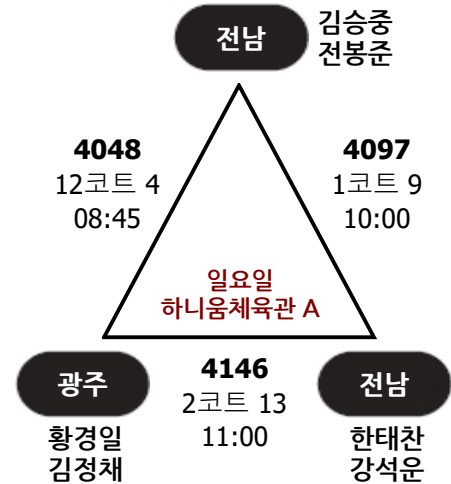 전남
김승중
전봉준
4048
12코트 4
08:45
4097
1코트 9
10:00
일요일
하니움체육관 A
광주
황경일
김정채
4146
2코트 13
11:00
전남
한태찬
강석운